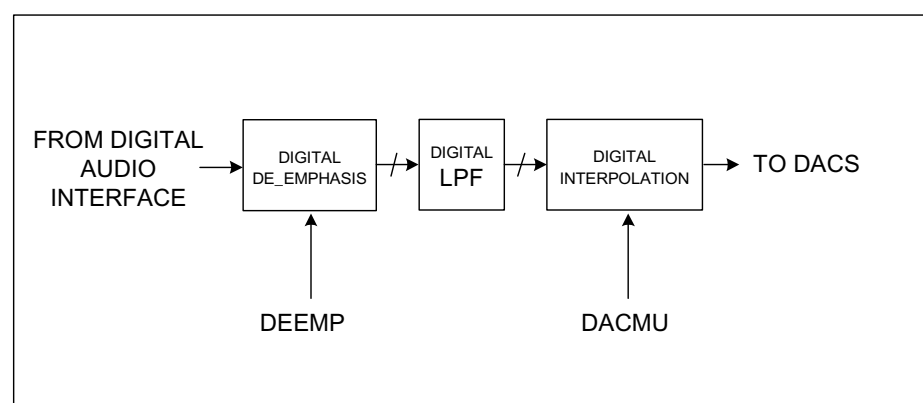 FROM DIGITAL
AUDIO
INTERFACE
DIGITAL
DE_EMPHASIS
DIGITAL
LPF
DIGITAL
INTERPOLATION
TO DACS
DEEMP
DACMU